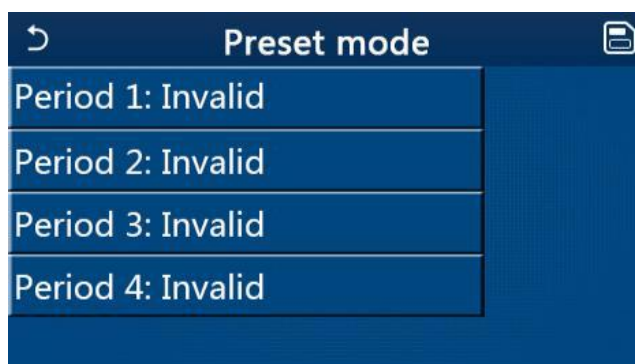 Preset mode
Period 1: Invalid
Period 2: Invalid
Period 3: Invalid
Period 4: Invalid